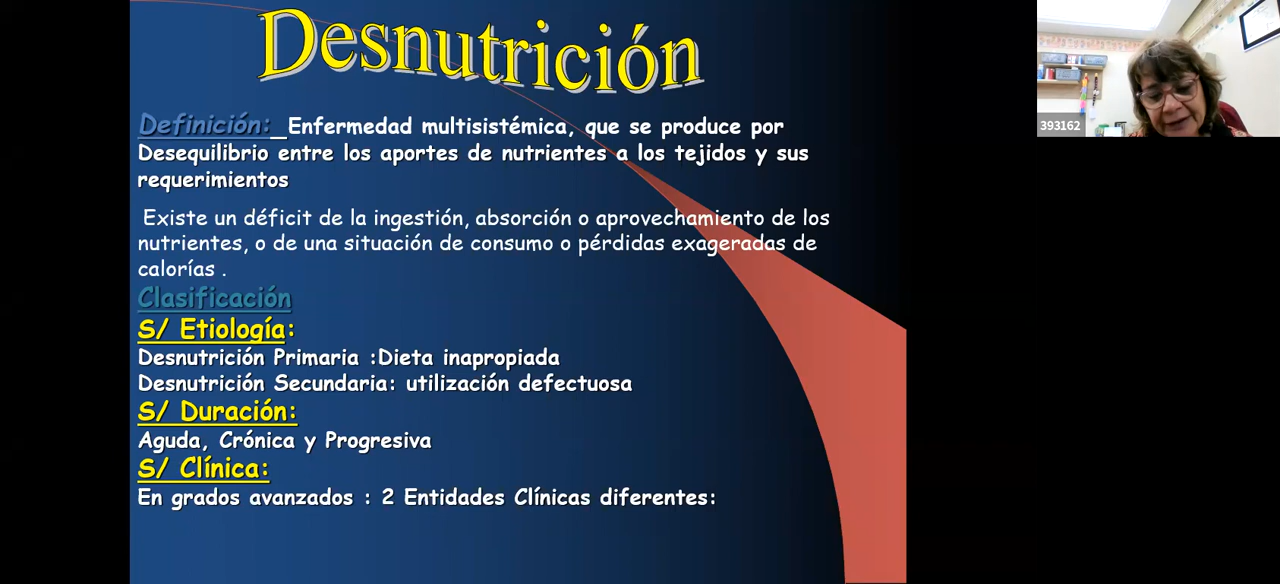 Desnutrición
Definición: Enfermedad multisistémica, que se produce por
Desequilibrio entre los aportes de nutrientes a los tejidos y sus
requerimientos
Existe un déficit de la ingestión, absorción o aprovechamiento de los
nutrientes, o de una situación de consumo o pérdidas exageradas de
calorías .
Clasificación
S/ Etiología:
Desnutrición Primaria :Dieta inapropiada
Desnutrición Secundaria: utilización defectuosa
S/ Duración:
Aguda, Crónica y Progresiva
S/ Clínica:
En grados avanzados : 2 Entidades Clínicas diferentes:
393162